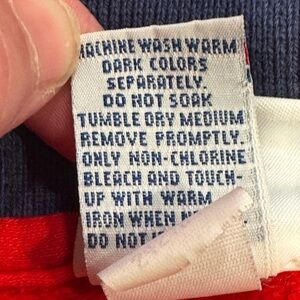 MACHINE WASH WARM
DARK COLORS
SEPARATELY.
DO NOT SOAK
TUMBLE DRY MEDIUM
REMOVE PROMPTLY.
ONLY NON-CHLORINE
BLEACH AND TOUCH-
UP WITH WARM
IRON WHEN
DO NOT